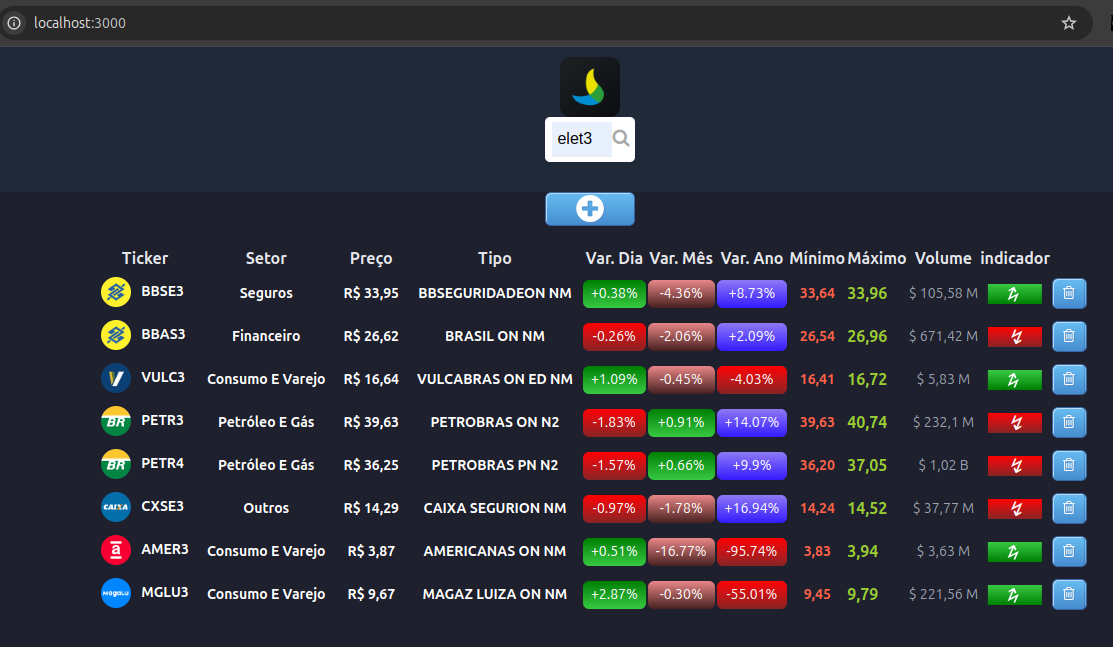 localhost:3000
elet3
Ticker Setor Preço Tipo Var. Dia Var. Mês Var. Ano Mínimo Máximo Volume indicador
BBSE3 Seguros R$ 33,95 BBSEGURIDADEON NM +0.38% -4.36% +8.73% 33,64 33,96 $ 105,58 M
BBAS3 Financeiro R$ 26,62 BRASIL ON NM -0.26% -2.06% +2.09% 26,54 26,96 $ 671,42 M
VULC3 Consumo E Varejo R$ 16,64 VULCABRAS ON ED NM +1.09% -0.45% -4.03% 16,41 16,72 $ 5,83 M
BR PETR3 Petróleo E Gás R$ 39,63 PETROBRAS ON N2 -1.83% +0.91% +14.07% 39,63 40,74 $ 232,1 M
BR PETR4 Petróleo E Gás R$ 36,25 PETROBRAS PN N2 -1.57% +0.66% +9.9% 36,20 37,05 $ 1,02 B
CAIXA CXSE3 Outros R$ 14,29 CAIXA SEGURION NM -0.97% -1.78% +16.94% 14,24 14,52 $ 37,77 M
a AMER3 Consumo E Varejo R$ 3,87 AMERICANAS ON NM +0.51% -16.77% -95.74% 3,83 3,94 $ 3,63 M
Magalu MGLU3 Consumo E Varejo R$ 9,67 MAGAZ LUIZA ON NM +2.87% -0.30% -55.01% 9,45 9,79 $ 221,56 M